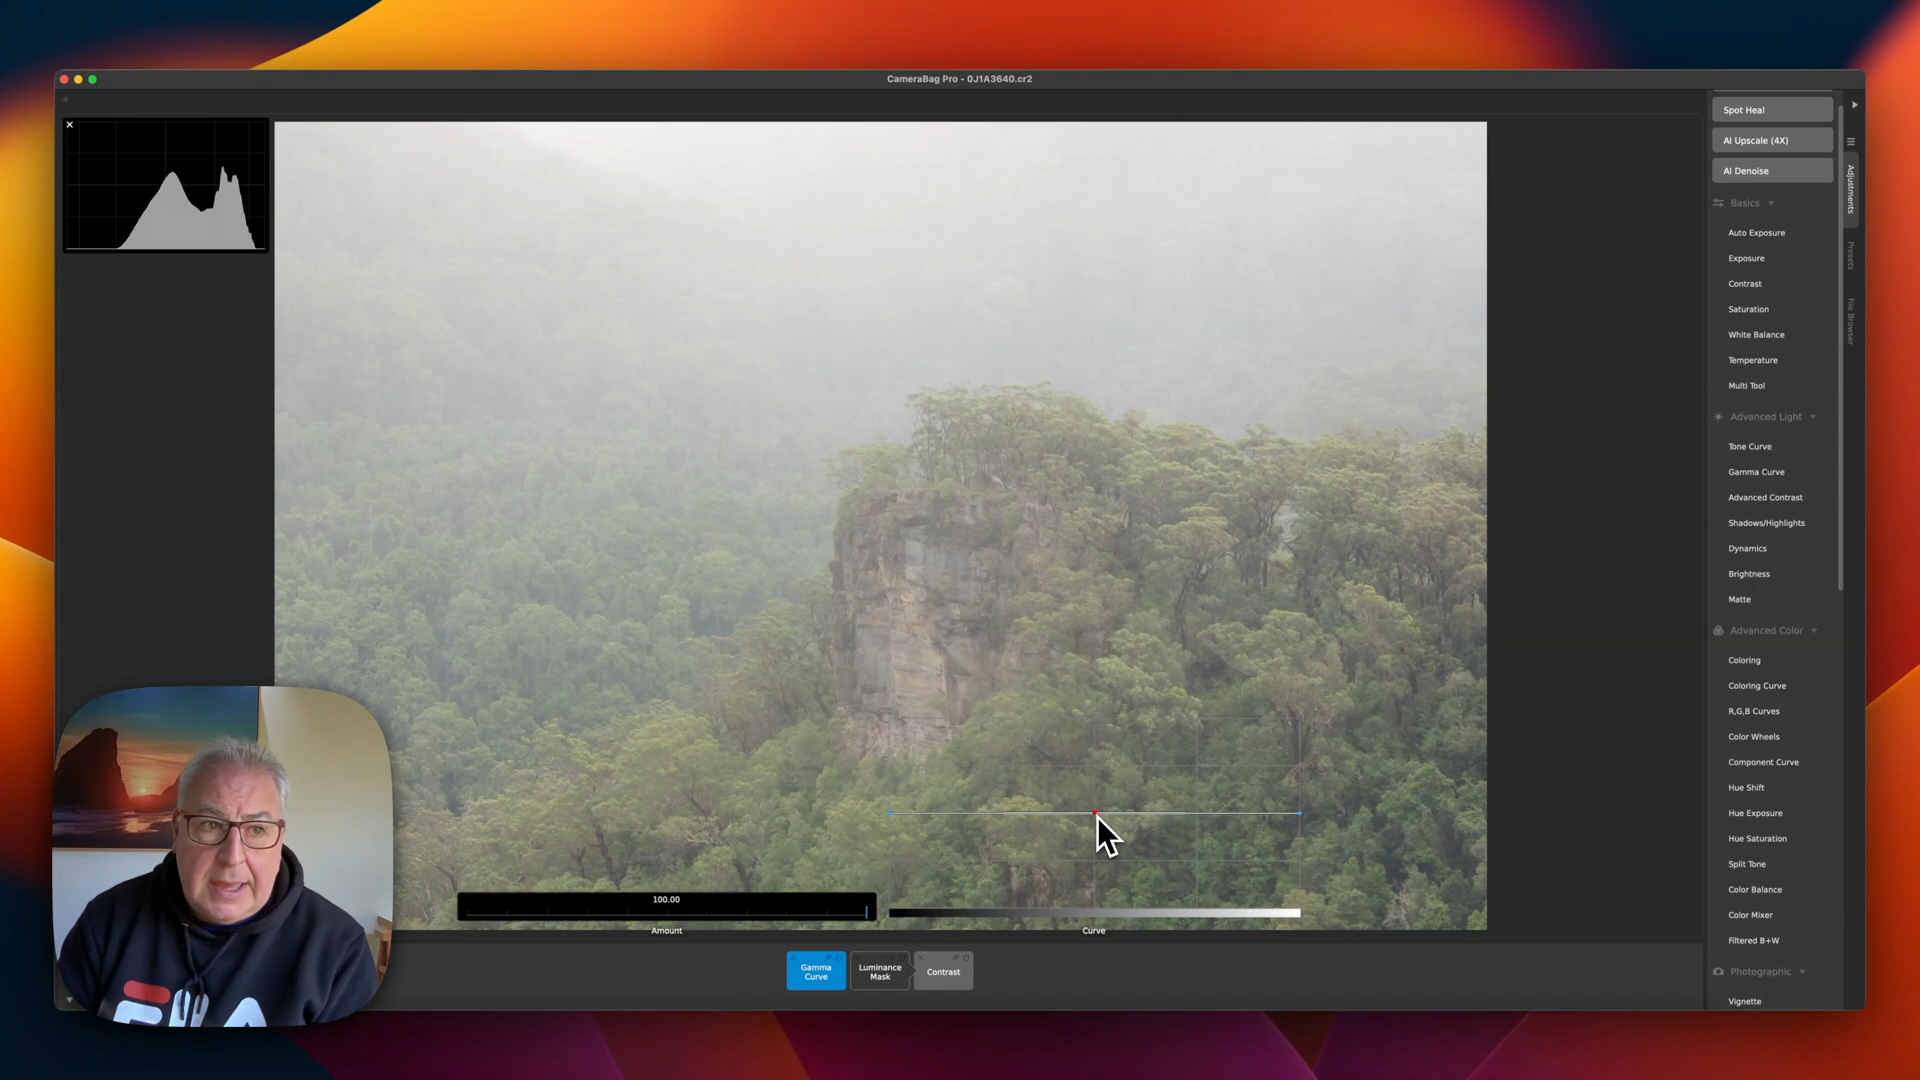 CameraBag Pro - 0J1A3640.cr2
Spot Heal
AI Upscale (4X)
AI Denoise
Basics
Auto Exposure
Exposure
Contrast
Saturation
White Balance
Temperature
Multi Tool
Advanced Light
Tone Curve
Gamma Curve
Advanced Contrast
Shadows/Highlights
Dynamics
Brightness
Matte
Advanced Color
Coloring
Coloring Curve
R,G,B Curves
Color Wheels
Component Curve
Hue Shift
Hue Exposure
Hue Saturation
Split Tone
Color Balance
Color Mixer
Filtered B+W
Photographic
Vignette
Adjustments
Presets
File Browser
100.00
Amount
Curve
Gamma
Curve
Luminance
Mask
Contrast
FILA